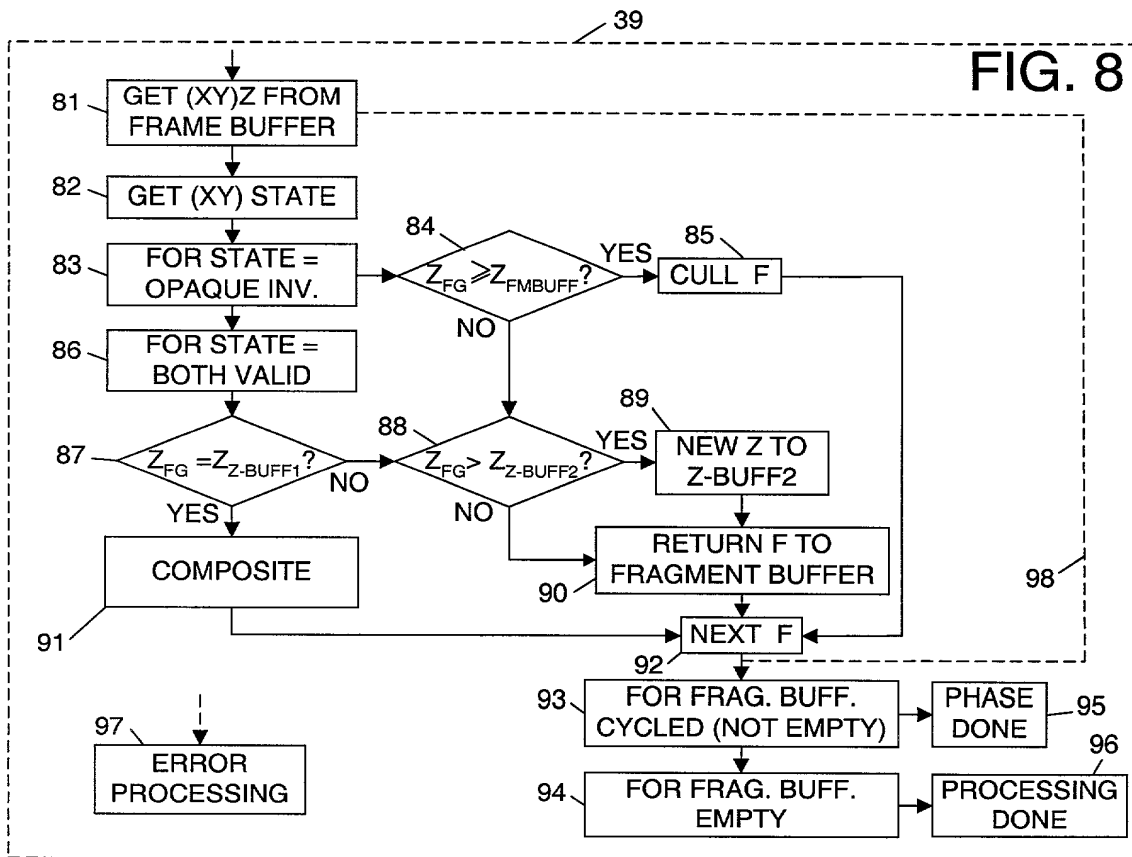 39
FIG. 8
81
GET (XY)Z FROM
FRAME BUFFER
82
GET (XY) STATE
83
FOR STATE =
OPAQUE INV.
84
Z_FG ≥ Z_FMBUFF?
YES
NO
85
CULL F
86
FOR STATE =
BOTH VALID
87
Z_FG = Z_Z-BUFF1?
NO
YES
88
Z_FG > Z_Z-BUFF2?
YES
NO
89
NEW Z TO
Z-BUFF2
RETURN F TO
FRAGMENT BUFFER
90
COMPOSITE
91
NEXT F
92
98
93
FOR FRAG. BUFF.
CYCLED (NOT EMPTY)
PHASE
DONE
95
94
FOR FRAG. BUFF.
EMPTY
96
PROCESSING
DONE
97
ERROR
PROCESSING